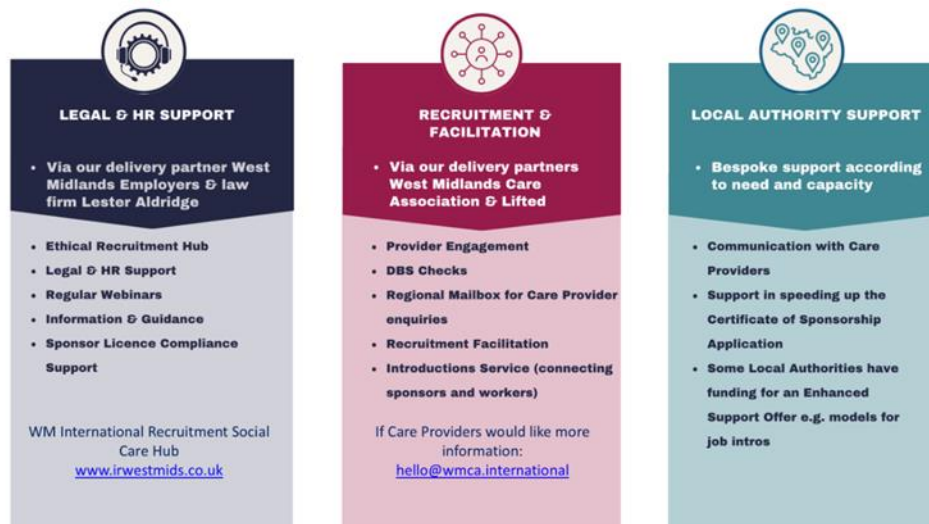 LEGAL & HR SUPPORT
• Via our delivery partner West
Midlands Employers & law
firm Lester Aldridge
• Ethical Recruitment Hub
• Legal & HR Support
• Regular Webinars
• Information & Guidance
• Sponsor Licence Compliance
Support
WM International Recruitment Social
Care Hub
www.irwestmids.co.uk
RECRUITMENT &
FACILITATION
• Via our delivery partners
West Midlands Care
Association & Lifted
• Provider Engagement
• DBS Checks
• Regional Mailbox for Care Provider
enquiries
• Recruitment Facilitation
• Introductions Service (connecting
sponsors and workers)
If Care Providers would like more
information:
hello@wmca.international
LOCAL AUTHORITY SUPPORT
• Bespoke support according
to need and capacity
• Communication with Care
Providers
• Support in speeding up the
Certificate of Sponsorship
Application
• Some Local Authorities have
funding for an Enhanced
Support Offer e.g. models for
job intros